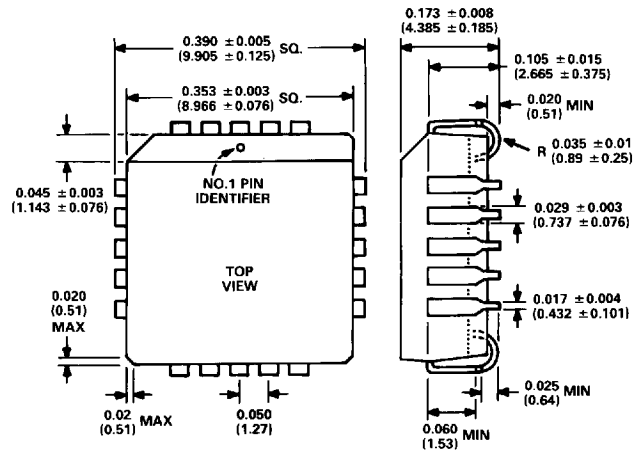 0.390 ±0.005 SQ.
(9.905 ±0.125)
0.353 ±0.003 SQ.
(8.966 ±0.076)
0.045 ±0.003
(1.143 ±0.076)
NO.1 PIN
IDENTIFIER
TOP
VIEW
0.020
(0.51)
MAX
0.02 MAX
(0.51)
0.050
(1.27)
0.173 ±0.008
(4.385 ±0.185)
0.105 ±0.015
(2.665 ±0.375)
0.020 MIN
(0.51)
R 0.035 ±0.01
(0.89 ±0.25)
0.029 ±0.003
(0.737 ±0.076)
0.017 ±0.004
(0.432 ±0.101)
0.025 MIN
(0.64)
0.060 MIN
(1.53)